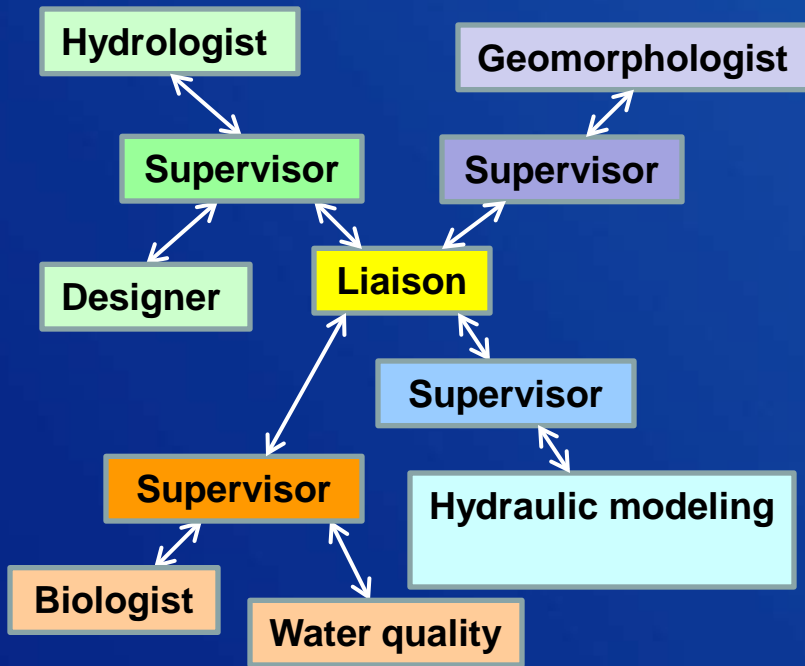 Hydrologist
Geomorphologist
Supervisor
Supervisor
Designer
Liaison
Supervisor
Supervisor
Hydraulic modeling
Biologist
Water quality